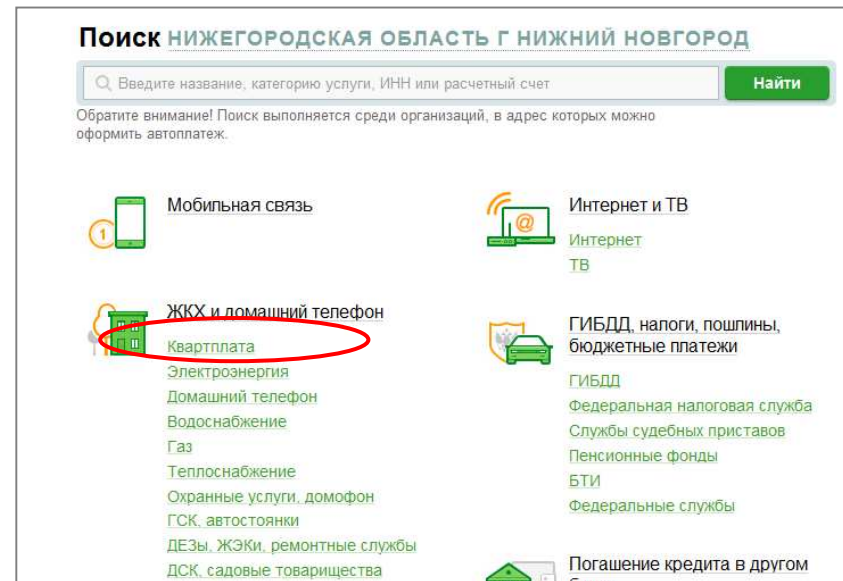 Поиск НИЖЕГОРОДСКАЯ ОБЛАСТЬ Г НИЖНИЙ НОВГОРОД
Введите название, категорию услуги, ИНН или расчетный счет
Найти
Обратите внимание! Поиск выполняется среди организаций, в адрес которых можно
оформить автоплатеж.
Мобильная связь
1
Интернет и ТВ
@
Интернет
ТВ
ЖКХ и домашний телефон
Квартплата
Электроэнергия
Домашний телефон
Водоснабжение
Газ
Теплоснабжение
Охранные услуги, домофон
ГСК, автостоянки
ДЕЗы, ЖЭКи, ремонтные службы
ДСК, садовые товарищества
ГИБДД, налоги, пошлины,
бюджетные платежи
ГИБДД
Федеральная налоговая служба
Службы судебных приставов
Пенсионные фонды
БТИ
Федеральные службы
Погашение кредита в другом